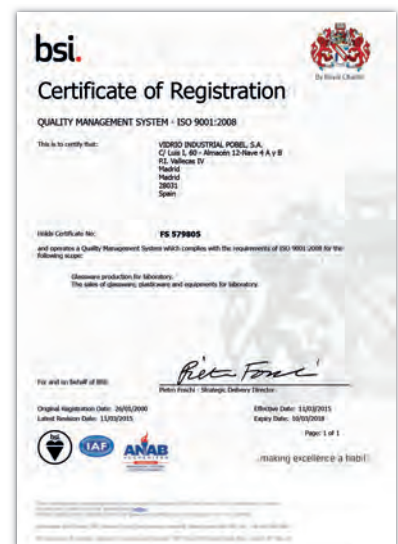 bsi.
By Royal Charter
Certificate of Registration
QUALITY MANAGEMENT SYSTEM - ISO 9001:2008
This is to certify that:
VIDRIO INDUSTRIAL POBEL, S.A.
C/ Luis I, 60 - Almacén 12-Nave 4 A y B
P.I. Vallecas IV
Madrid
Madrid
28031
Spain
Holds Certificate No:
FS 579805
and operates a Quality Management System which complies with the requirements of ISO 9001:2008 for the
following scope:
Glassware production for laboratory.
The sales of glassware, plasticware and equipments for laboratory.
For and on behalf of BSI:
Pietro Foschi - Strategic Delivery Director
Original Registration Date: 26/05/2000
Effective Date: 11/03/2015
Latest Revision Date: 11/03/2015
Expiry Date: 10/03/2018
Page: 1 of 1
bsi.
IAF
ANAB
ACCREDITED
...making excellence a habit